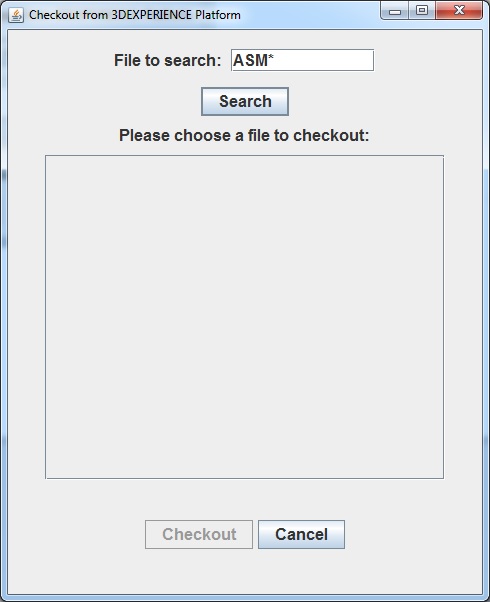 Checkout from 3DEXPERIENCE Platform
File to search: ASM*
Search
Please choose a file to checkout:
Checkout Cancel